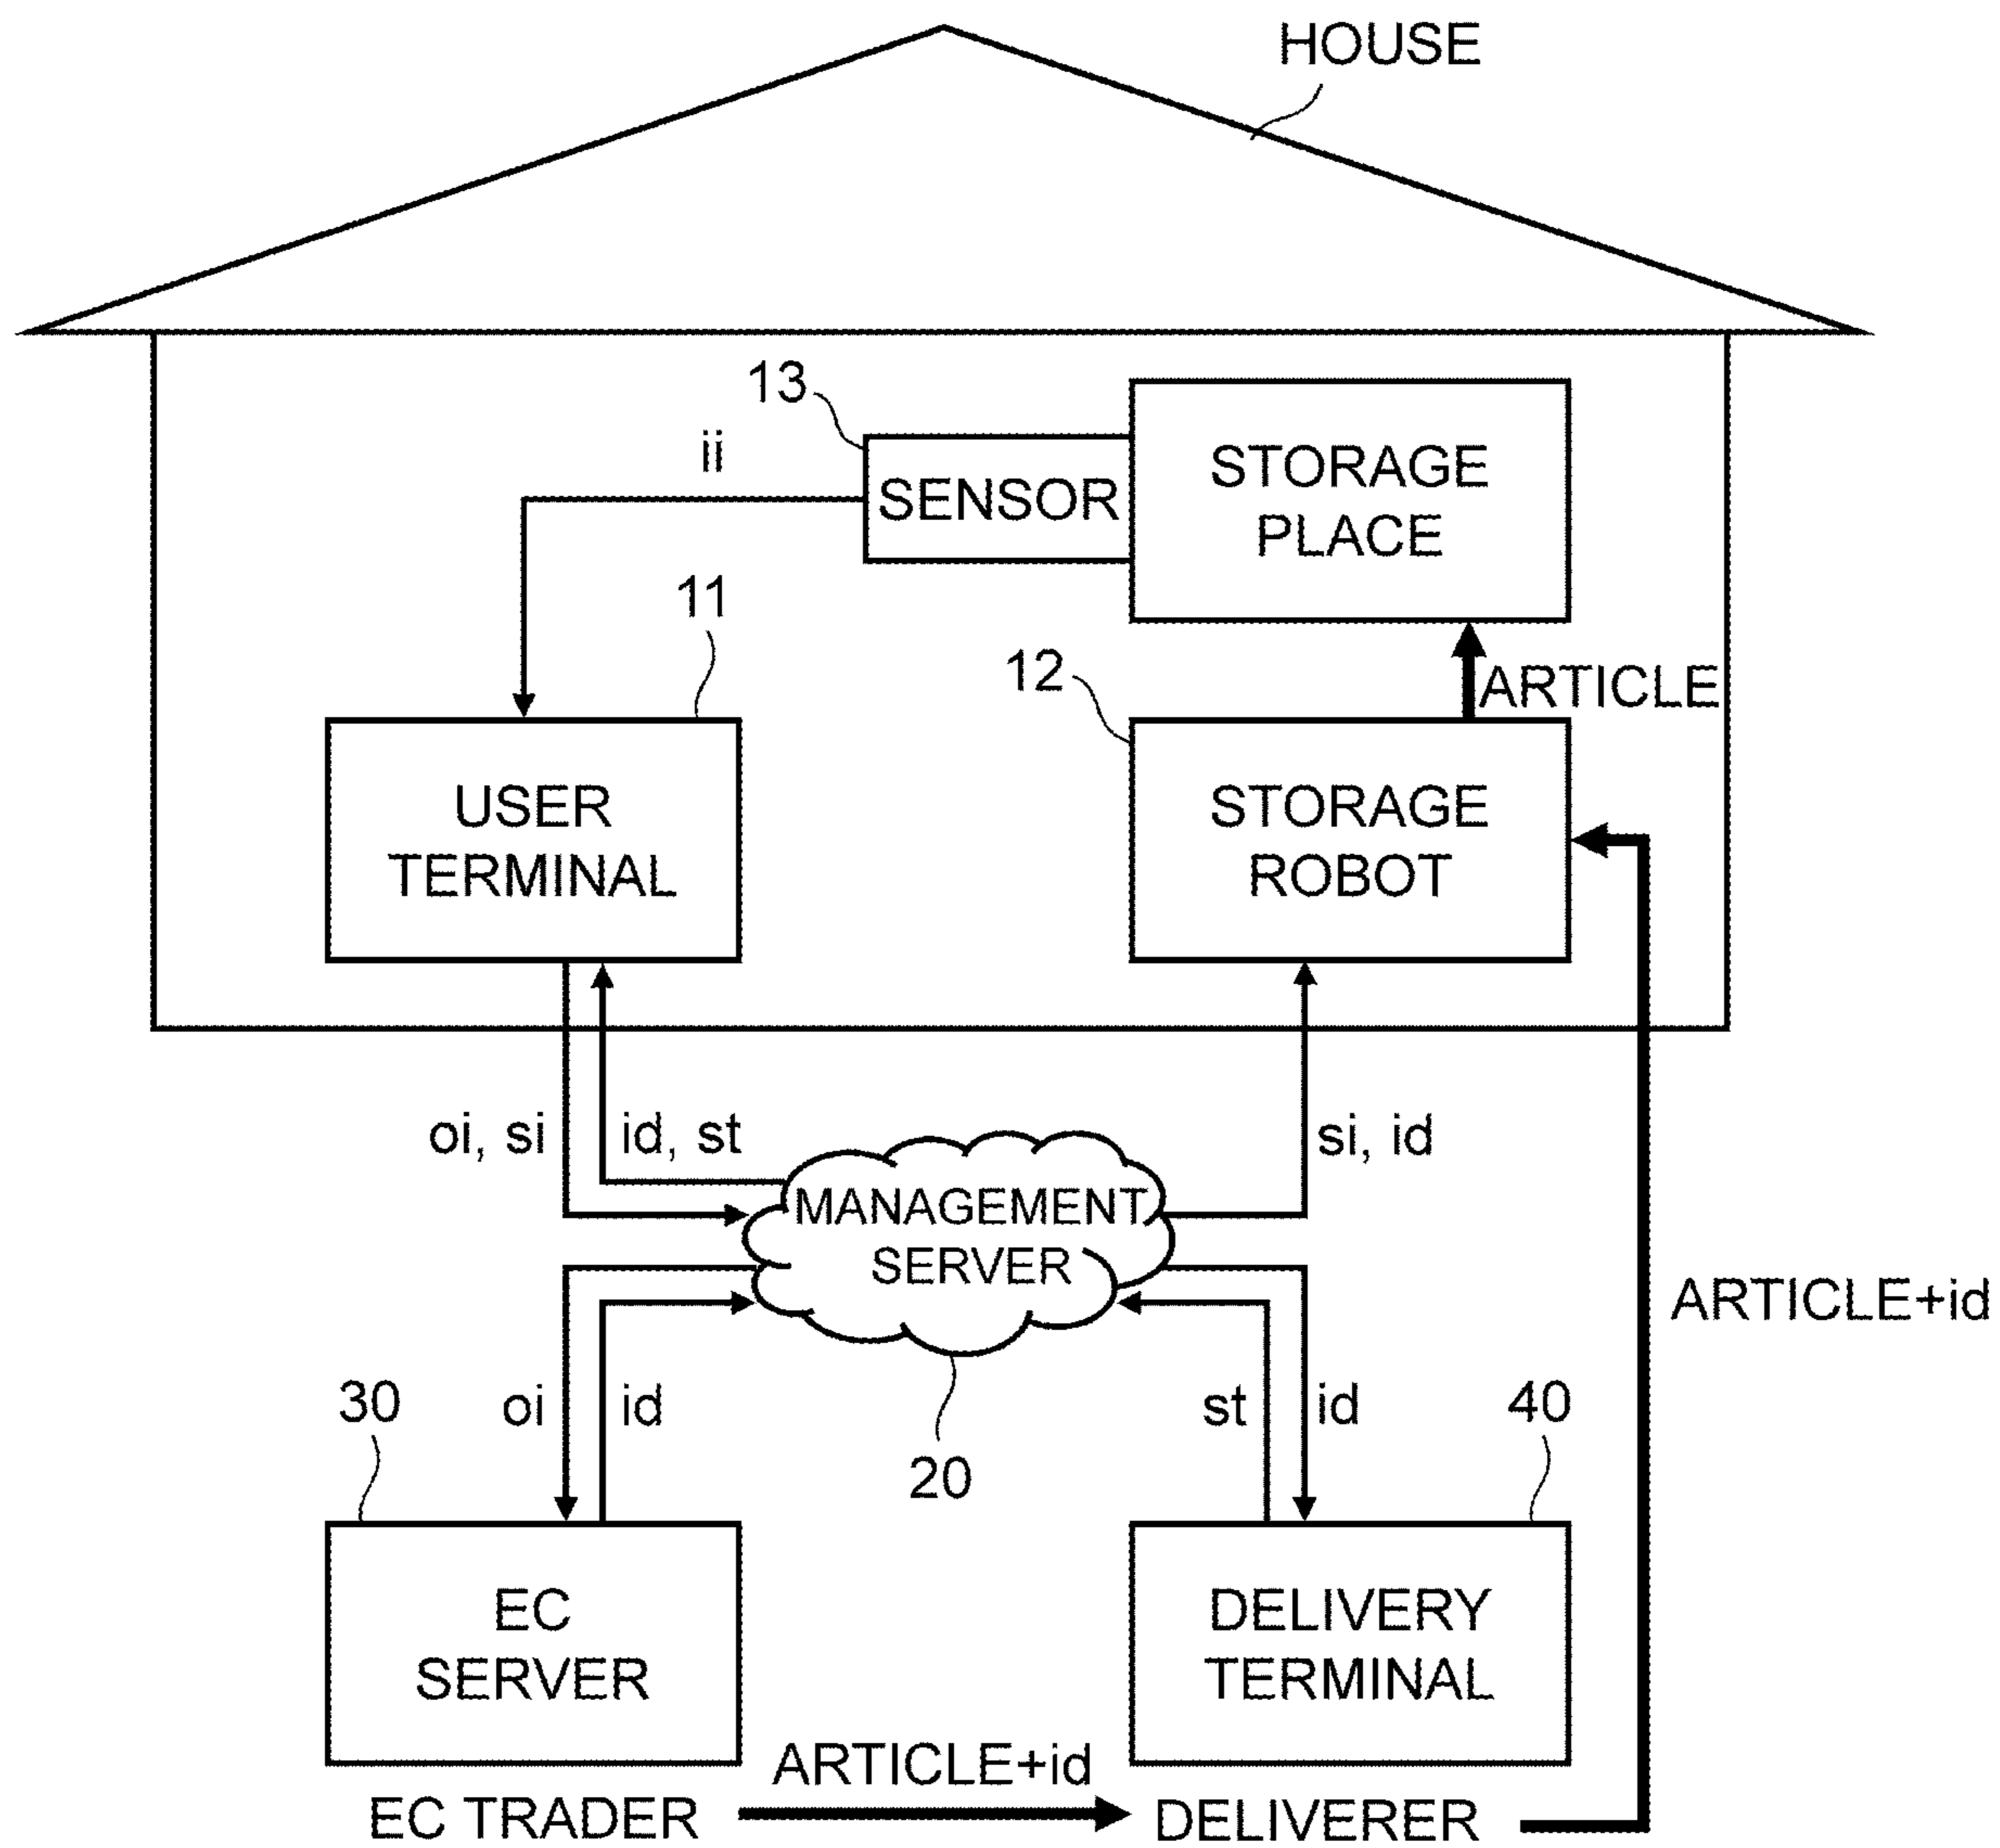 HOUSE
13
ii
SENSOR
STORAGE
PLACE
11
12
ARTICLE
USER
TERMINAL
STORAGE
ROBOT
oi, si
id, st
si, id
MANAGEMENT
SERVER
ARTICLE+id
30
oi
id
20
st
id
40
EC
SERVER
DELIVERY
TERMINAL
ARTICLE+id
EC TRADER
DELIVERER